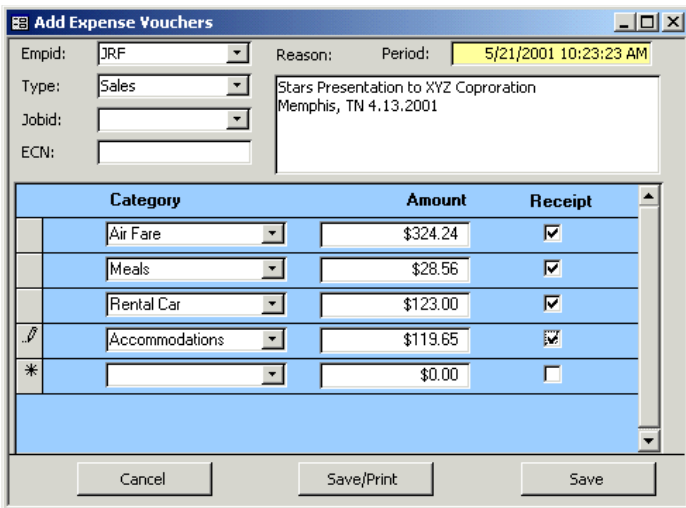 Add Expense Vouchers
Empid: JRF Reason: Period: 5/21/2001 10:23:23 AM
Type: Sales
Stars Presentation to XYZ Coproration
Memphis, TN 4.13.2001
Jobid:
ECN:
Category Amount Receipt
Air Fare $324.24
Meals $28.56
Rental Car $123.00
Accommodations $119.65
$0.00
Cancel Save/Print Save